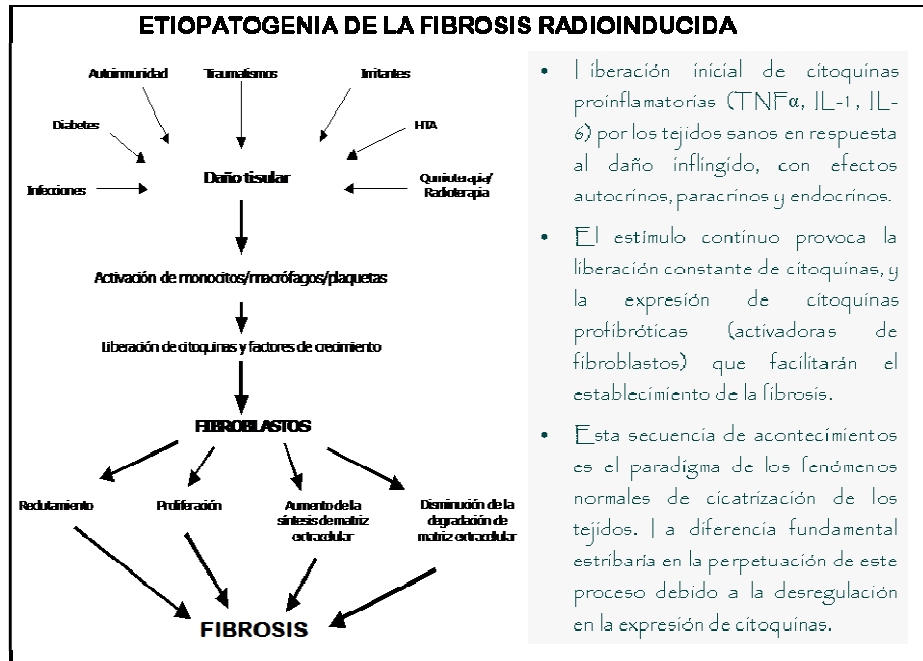 ETIOPATOGENIA DE LA FIBROSIS RADIOINDUCIDA
Autoinmunidad
Traumatismos
Irritantes
Diabetes
HTA
Daño tisular
Infecciones
Quimioterapia/
Radioterapia
Activación de monocitos/macrófagos/plaquetas
Liberación de citoquinas y factores de crecimiento
FIBROBLASTOS
Reclutamiento
Proliferación
Aumento de la
síntesis de matriz
extracelular
Disminución de la
degradación de
matriz extracelular
FIBROSIS
• Liberación inicial de citoquinas
proinflamatorias (TNFα, IL-1, IL-
6) por los tejidos sanos en respuesta
al daño inflingido, con efectos
autocrinos, paracrinos y endocrinos.
• El estímulo contínuo provoca la
liberación constante de citoquinas, y
la expresión de citoquinas
profibróticas (activadoras de
fibroblastos) que facilitarán el
establecimiento de la fibrosis.
• Esta secuencia de acontecimientos
es el paradigma de los fenómenos
normales de cicatrización de los
tejidos. La diferencia fundamental
estribaría en la perpetuación de este
proceso debido a la desregulación
en la expresión de citoquinas.